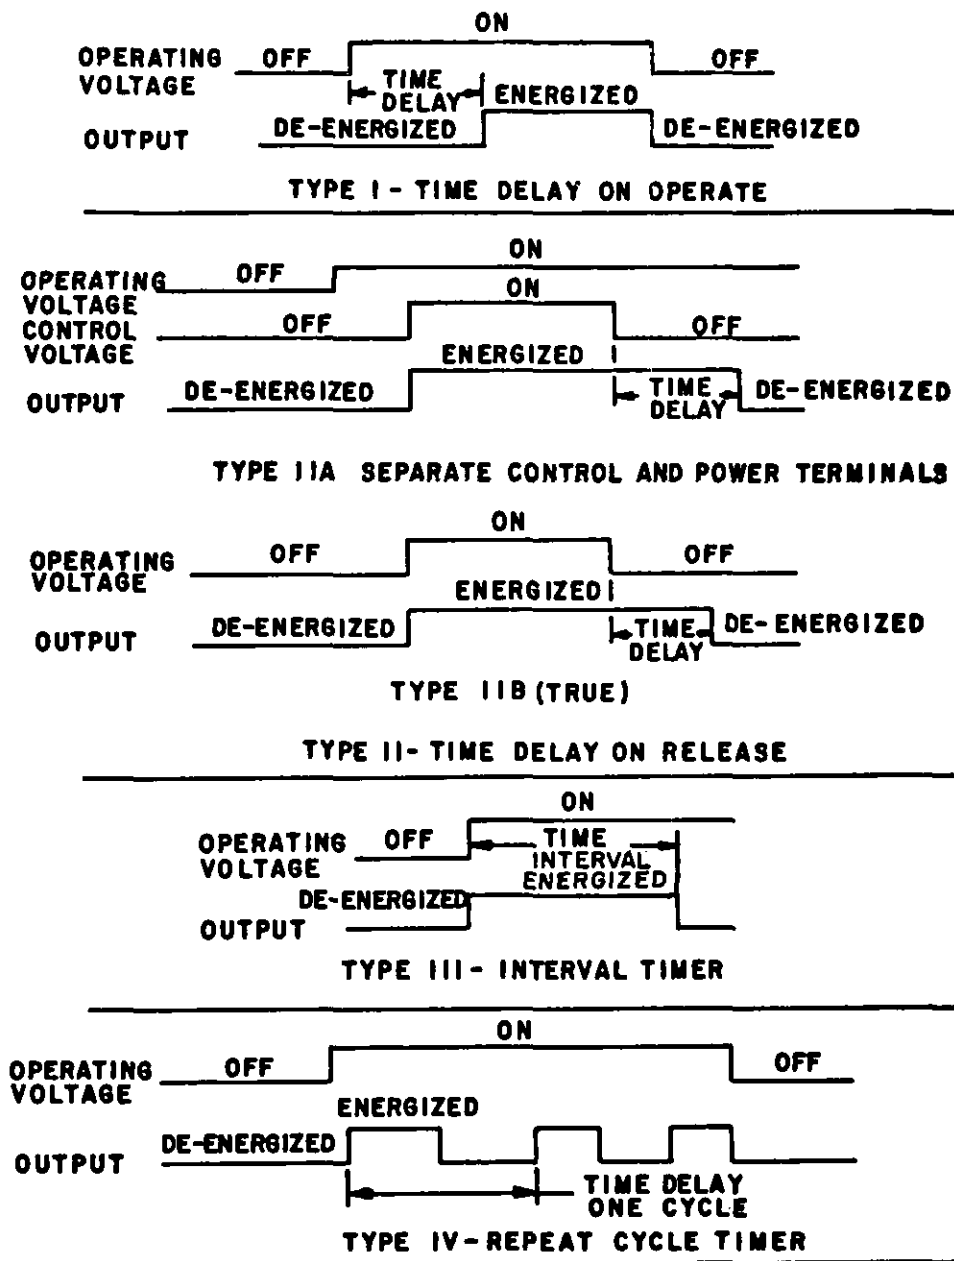 ON
OPERATING OFF OFF
VOLTAGE
TIME
DELAY ENERGIZED
OUTPUT DE-ENERGIZED DE-ENERGIZED
TYPE I - TIME DELAY ON OPERATE
ON
OPERATING OFF
VOLTAGE ON
CONTROL OFF OFF
VOLTAGE
ENERGIZED
OUTPUT DE-ENERGIZED TIME DE-ENERGIZED
DELAY
TYPE IIA SEPARATE CONTROL AND POWER TERMINALS
ON
OPERATING OFF OFF
VOLTAGE
ENERGIZED
OUTPUT DE-ENERGIZED TIME DE-ENERGIZED
DELAY
TYPE IIB (TRUE)
TYPE II - TIME DELAY ON RELEASE
ON
OPERATING OFF TIME
VOLTAGE INTERVAL
ENERGIZED
DE-ENERGIZED
OUTPUT
TYPE III - INTERVAL TIMER
ON
OPERATING OFF OFF
VOLTAGE
ENERGIZED
DE-ENERGIZED
OUTPUT
TIME DELAY
ONE CYCLE
TYPE IV - REPEAT CYCLE TIMER